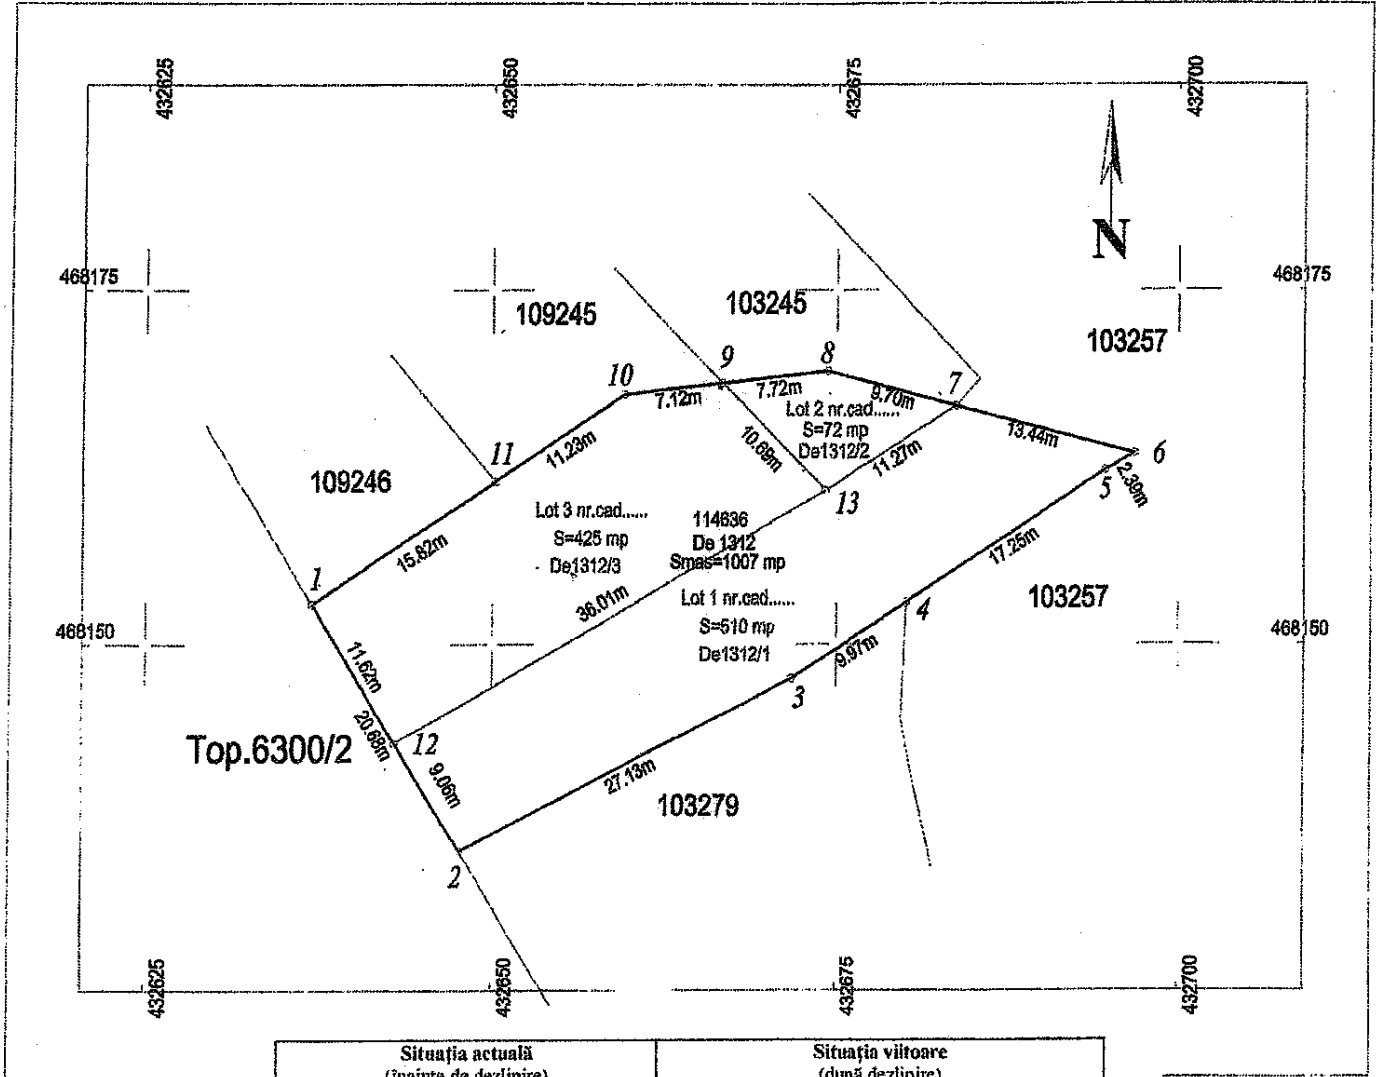 432625
432650
432675
432700
N
468175
468175
109245
103245
103257
8
9
7
10
7.12m
7.72m
9.70m
Lot 2 nr.cad......
S=72 mp
De1312/2
13.44m
6
11
11.23m
10.69m
11.27m
5
2.39m
109246
13
Lot 3 nr.cad.....
S=425 mp
De1312/3
114636
De 1312
Smas=1007 mp
15.82m
17.25m
1
36.01m
Lot 1 nr.cad......
S=510 mp
De1312/1
103257
4
468150
468150
11.62m
9.97m
3
20.68m
12
Top.6300/2
9.06m
27.13m
103279
2
432625
432650
432675
432700
Situația actuală
Situația viitoare
(înainte de dezlipire)
(după dezlipire)